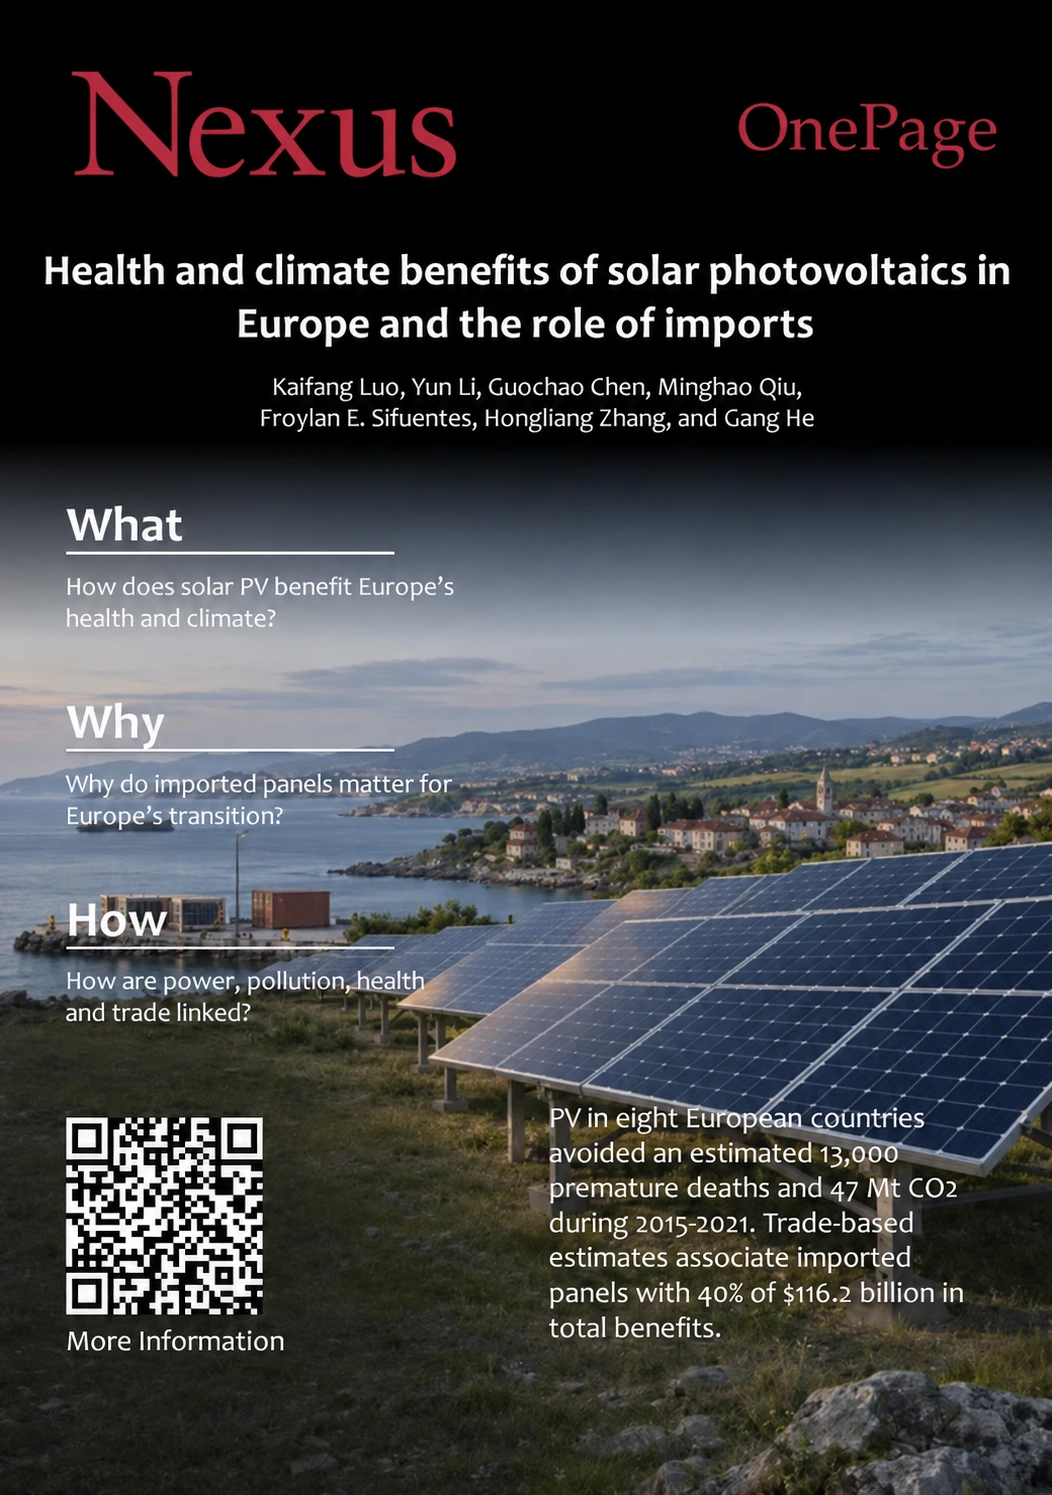 Nexus
OnePage
Health and climate benefits of solar photovoltaics in
Europe and the role of imports
Kaifang Luo, Yun Li, Guochao Chen, Minghao Qiu,
Froylan E. Sifuentes, Hongliang Zhang, and Gang He
What
How does solar PV benefit Europe’s
health and climate?
Why
Why do imported panels matter for
Europe’s transition?
How
How are power, pollution, health
and trade linked?
More Information
PV in eight European countries
avoided an estimated 13,000
premature deaths and 47 Mt CO2
during 2015-2021. Trade-based
estimates associate imported
panels with 40% of $116.2 billion in
total benefits.